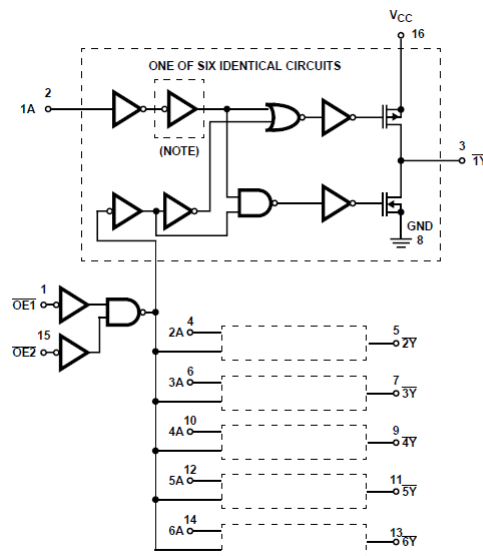 VCC
16
ONE OF SIX IDENTICAL CIRCUITS
2
1A
(NOTE)
3
1Y
GND
8
1
OE1
15
OE2
2A 4
5
2Y
3A 6
7
3Y
4A 10
9
4Y
5A 12
11
5Y
6A 14
13
6Y